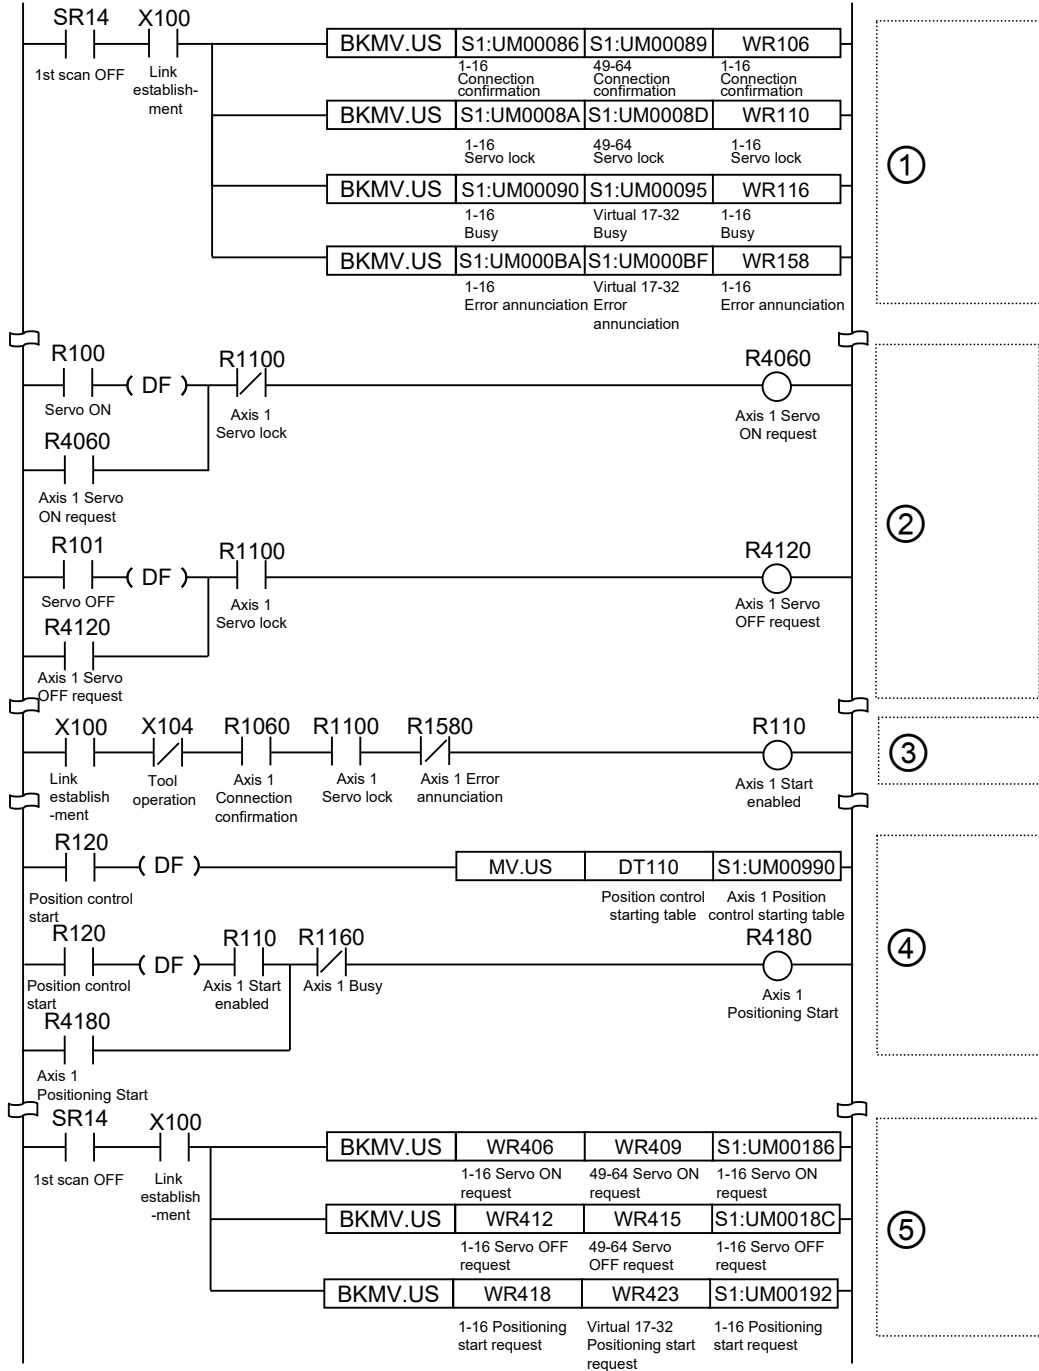 SR14 X100
BKMV.US S1:UM00086 S1:UM00089 WR106
1st scan OFF Link establish-ment
1-16 Connection confirmation 49-64 Connection confirmation 1-16 Connection confirmation
BKMV.US S1:UM0008A S1:UM0008D WR110
1-16 Servo lock 49-64 Servo lock 1-16 Servo lock
①
BKMV.US S1:UM00090 S1:UM00095 WR116
1-16 Busy Virtual 17-32 Busy 1-16 Busy
BKMV.US S1:UM000BA S1:UM000BF WR158
1-16 Error annunciation Virtual 17-32 Error annunciation 1-16 Error annunciation
R100 R1100 R4060
( DF )
Servo ON Axis 1 Servo lock Axis 1 Servo ON request
R4060
Axis 1 Servo ON request
②
R101 R1100 R4120
( DF )
Servo OFF Axis 1 Servo lock Axis 1 Servo OFF request
R4120
Axis 1 Servo OFF request
X100 X104 R1060 R1100 R1580 R110
③
Link establish -ment Tool operation Axis 1 Connection confirmation Axis 1 Servo lock Axis 1 Error annunciation Axis 1 Start enabled
R120
( DF ) MV.US DT110 S1:UM00990
Position control start Position control starting table Axis 1 Position control starting table
R120 R110 R1160 R4180
( DF )
④
Position control start Axis 1 Start enabled Axis 1 Busy Axis 1 Positioning Start
R4180
Axis 1 Positioning Start
SR14 X100
BKMV.US WR406 WR409 S1:UM00186
1st scan OFF Link establish -ment
1-16 Servo ON request 49-64 Servo ON request 1-16 Servo ON request
BKMV.US WR412 WR415 S1:UM0018C
⑤
1-16 Servo OFF request 49-64 Servo OFF request 1-16 Servo OFF request
BKMV.US WR418 WR423 S1:UM00192
1-16 Positioning start request Virtual 17-32 Positioning start request 1-16 Positioning start request